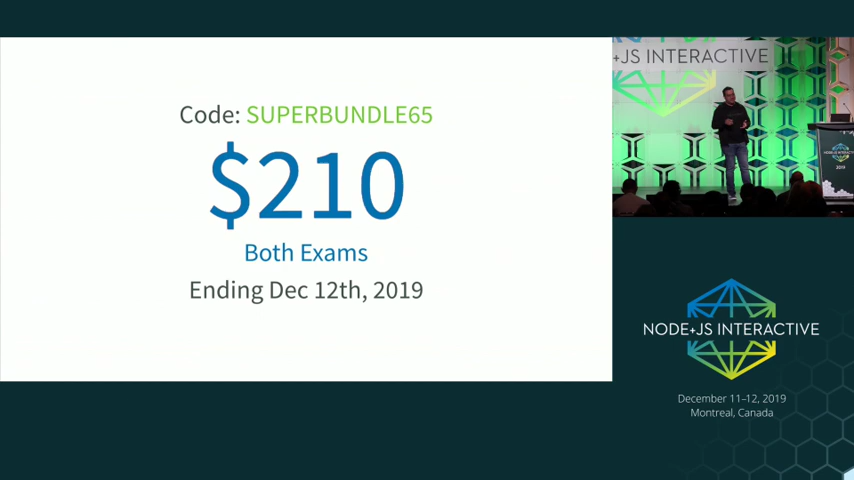 Code: SUPERBUNDLE65
$210
Both Exams
Ending Dec 12th, 2019
+JS INTERACTIVE
2019
NODE+JS INTERACTIVE
December 11–12, 2019
Montreal, Canada